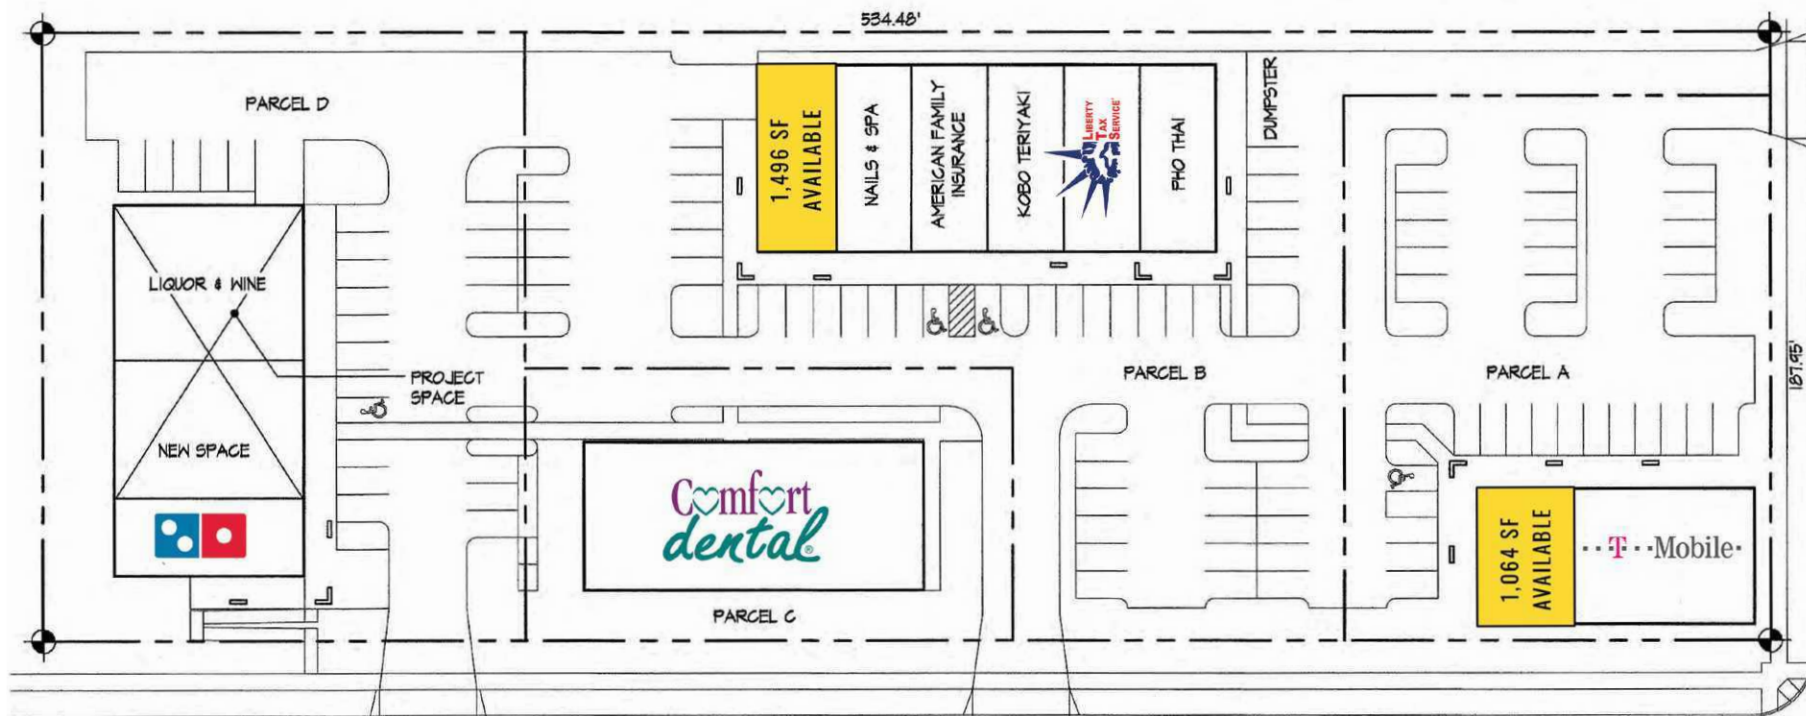 534.48'
PARCEL D
1,496 SF
AVAILABLE
NAILS & SPA
AMERICAN FAMILY
INSURANCE
KOBO TERIYAKI
LIBERTY
TAX
SERVICE
PHO THAI
DUMPSTER
LIQUOR & WINE
PROJECT
SPACE
NEW SPACE
PARCEL B
PARCEL A
187.95'
Comfort
dental®
PARCEL C
1,064 SF
AVAILABLE
T Mobile